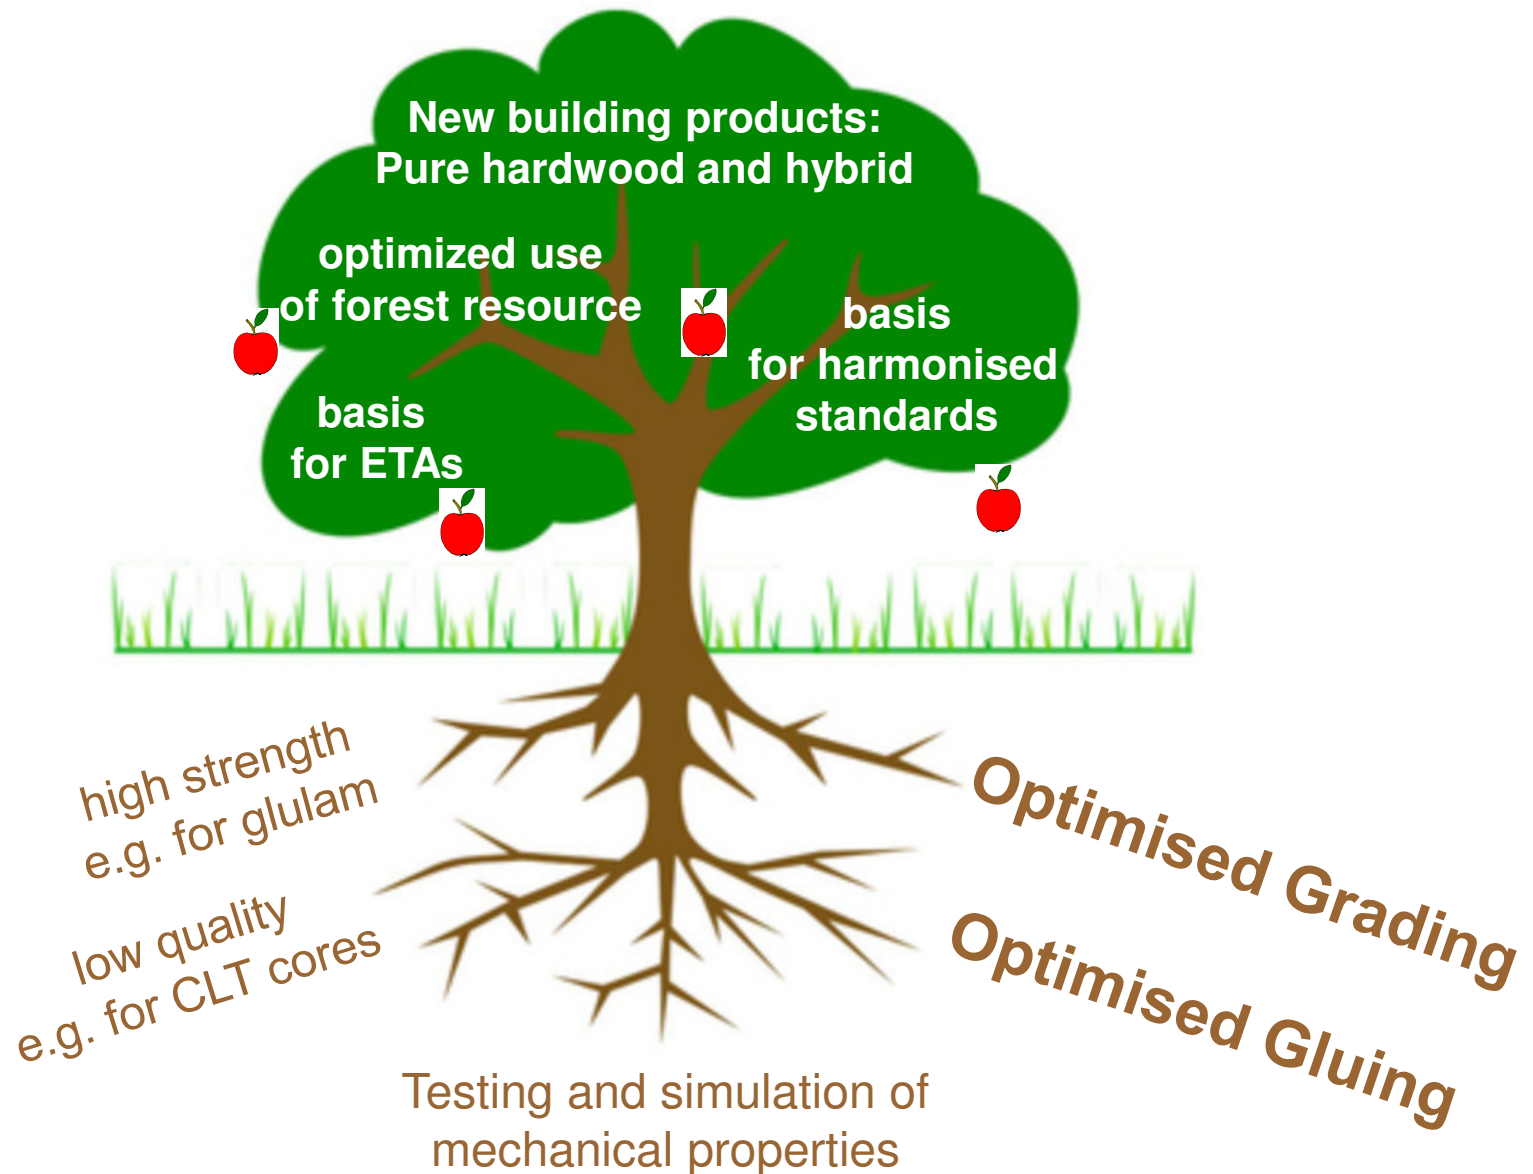 New building products:
Pure hardwood and hybrid
optimized use
of forest resource
basis
for harmonised
standards
basis
for ETAs
high strength
e.g. for glulam
low quality
e.g. for CLT cores
Optimised Grading
Optimised Gluing
Testing and simulation of
mechanical properties